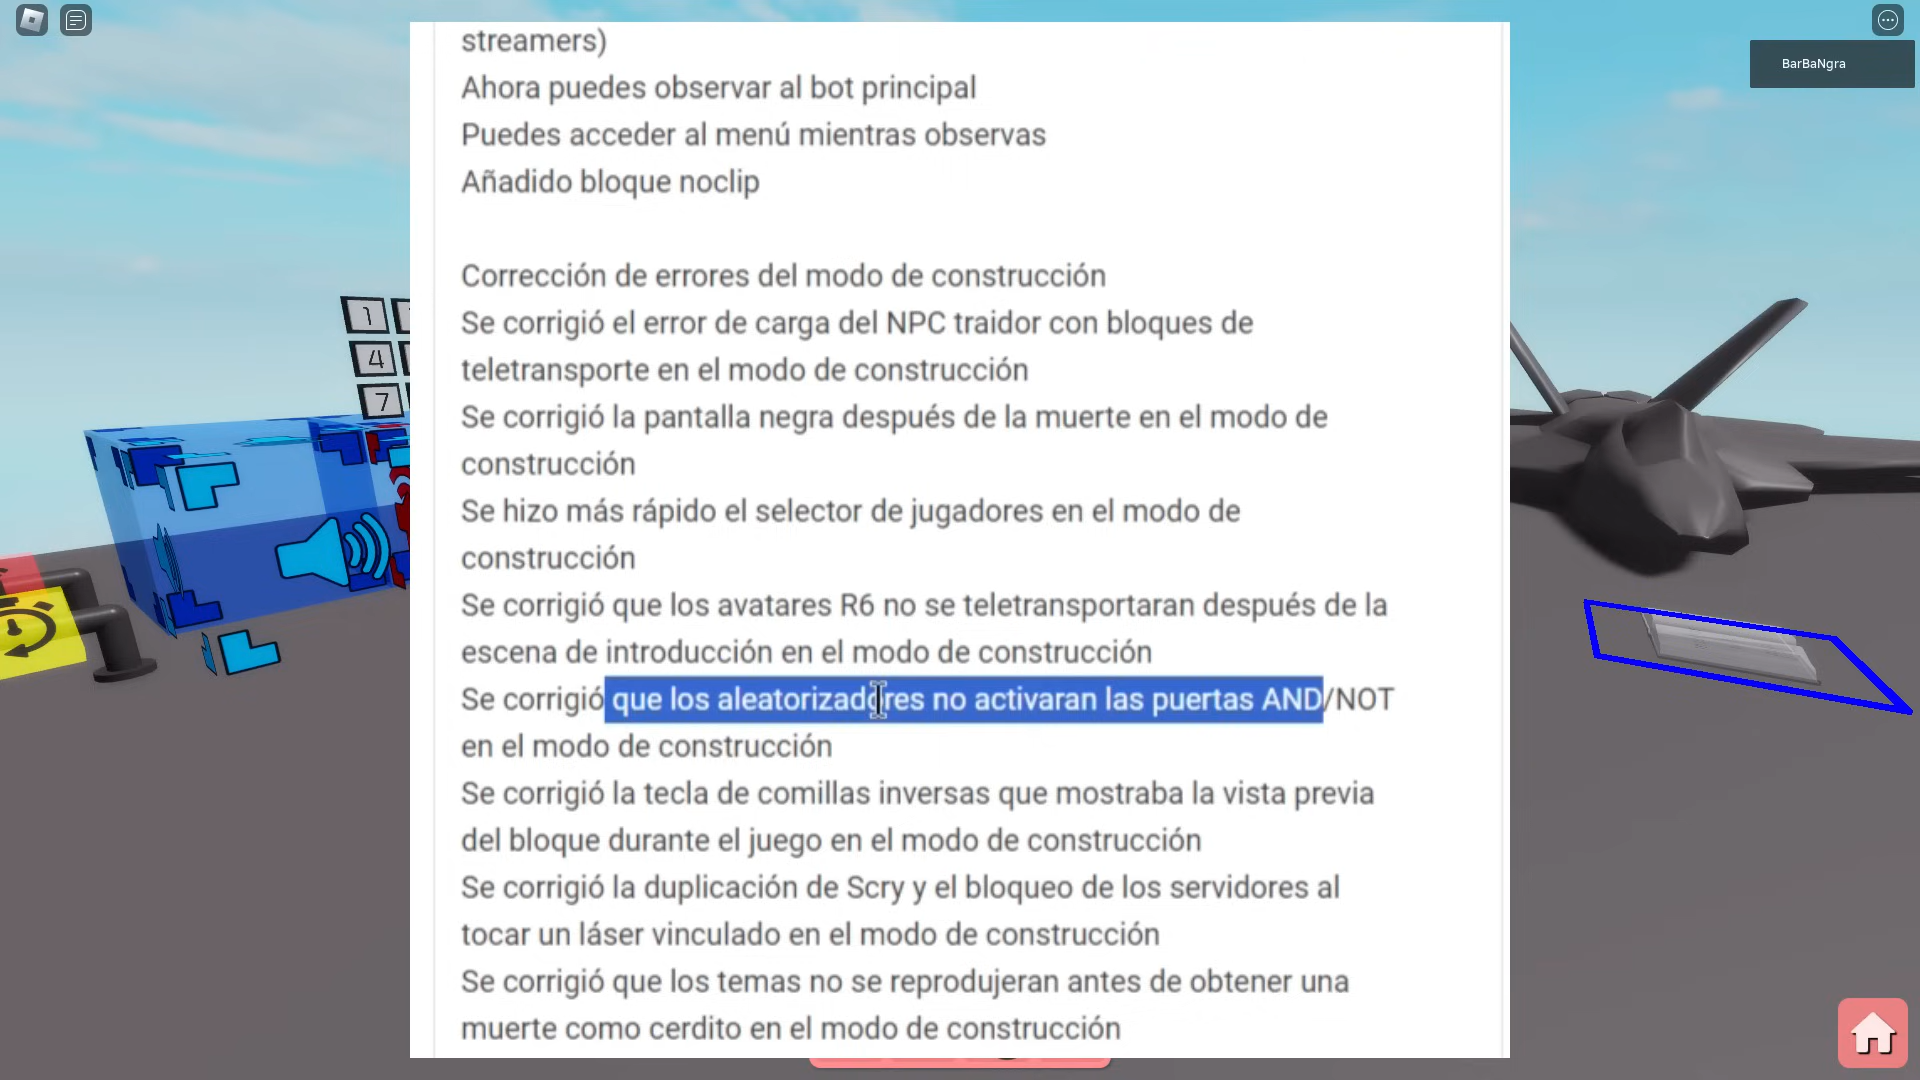 BarBaNgra
streamers)
Ahora puedes observar al bot principal
Puedes acceder al menú mientras observas
Añadido bloque noclip
Corrección de errores del modo de construcción
Se corrigió el error de carga del NPC traidor con bloques de
teletransporte en el modo de construcción
Se corrigió la pantalla negra después de la muerte en el modo de
construcción
Se hizo más rápido el selector de jugadores en el modo de
construcción
Se corrigió que los avatares R6 no se teletransportaran después de la
escena de introducción en el modo de construcción
Se corrigió que los aleatorizadores no activaran las puertas AND/NOT
en el modo de construcción
Se corrigió la tecla de comillas inversas que mostraba la vista previa
del bloque durante el juego en el modo de construcción
Se corrigió la duplicación de Scry y el bloqueo de los servidores al
tocar un láser vinculado en el modo de construcción
Se corrigió que los temas no se reprodujeran antes de obtener una
muerte como cerdito en el modo de construcción
1
4
7